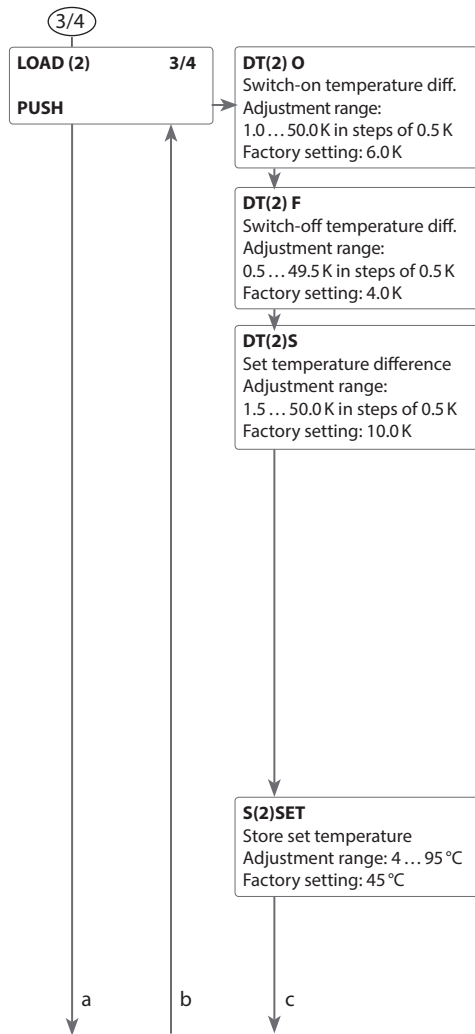 3/4
LOAD (2) 3/4
PUSH
DT(2) O
Switch-on temperature diff.
Adjustment range:
1.0 … 50.0 K in steps of 0.5 K
Factory setting: 6.0 K
DT(2) F
Switch-off temperature diff.
Adjustment range:
0.5 … 49.5 K in steps of 0.5 K
Factory setting: 4.0 K
DT(2)S
Set temperature difference
Adjustment range:
1.5 … 50.0 K in steps of 0.5 K
Factory setting: 10.0 K
S(2)SET
Store set temperature
Adjustment range: 4 … 95 °C
Factory setting: 45 °C
a b c